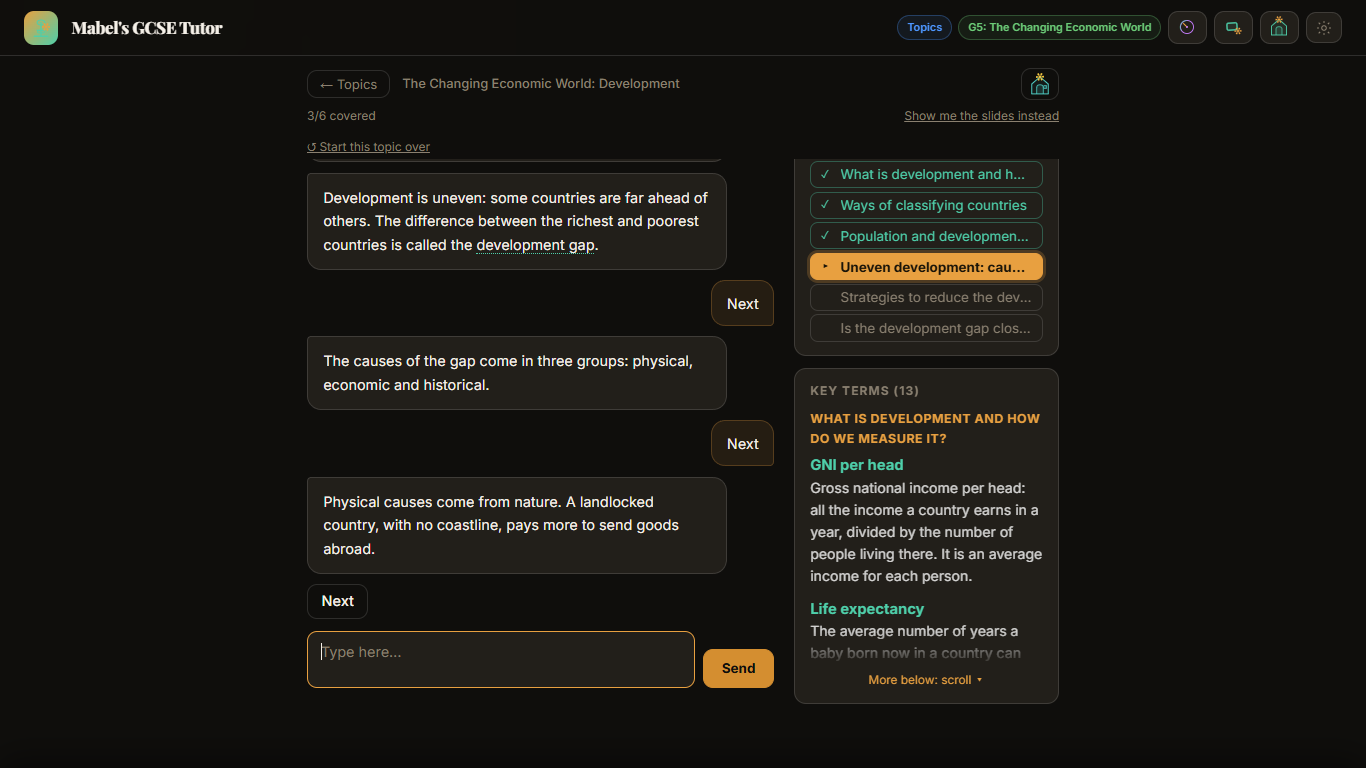 Mabel's GCSE Tutor
Topics
G5: The Changing Economic World
← Topics
The Changing Economic World: Development
3/6 covered
Show me the slides instead
↺ Start this topic over
Development is uneven: some countries are far ahead of
others. The difference between the richest and poorest
countries is called the development gap.
Next
The causes of the gap come in three groups: physical,
economic and historical.
Next
Physical causes come from nature. A landlocked
country, with no coastline, pays more to send goods
abroad.
Next
Type here...
Send
✓ What is development and h...
✓ Ways of classifying countries
✓ Population and developmen...
▸ Uneven development: cau...
Strategies to reduce the dev...
Is the development gap clos...
KEY TERMS (13)
WHAT IS DEVELOPMENT AND HOW
DO WE MEASURE IT?
GNI per head
Gross national income per head:
all the income a country earns in a
year, divided by the number of
people living there. It is an average
income for each person.
Life expectancy
The average number of years a
baby born now in a country can
More below: scroll ▾